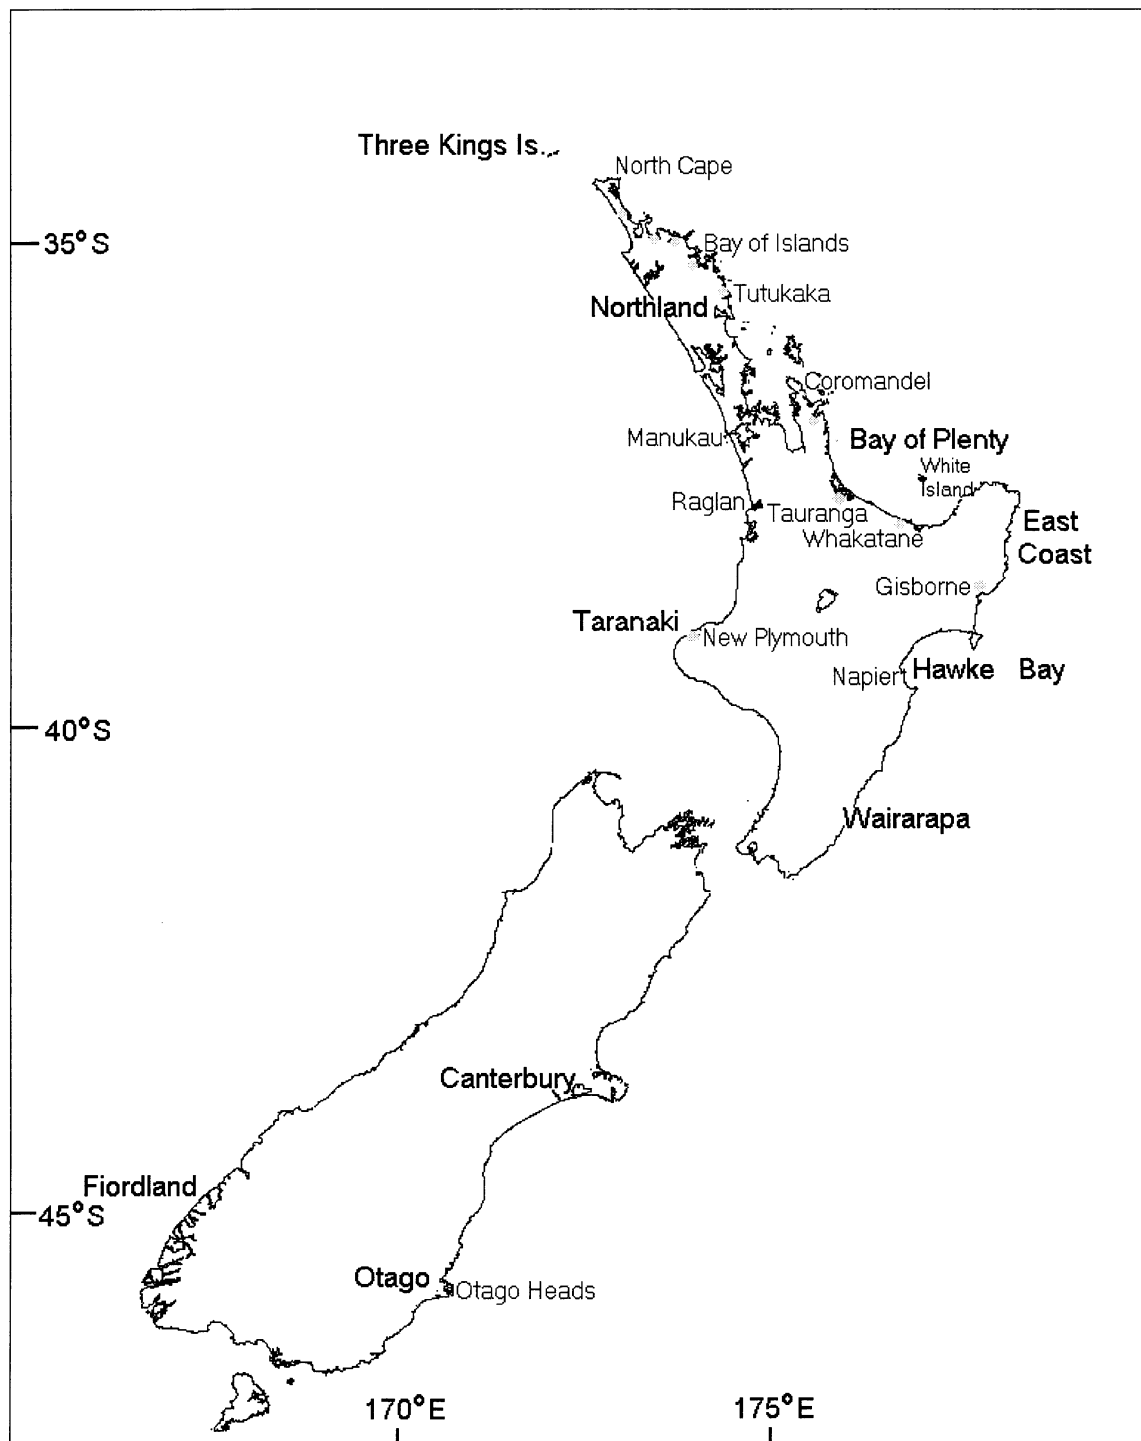 Three Kings Is.
North Cape
35°S
Bay of Islands
Tutukaka
Northland
Coromandel
Manukau
Bay of Plenty
White
Island
Raglan
Tauranga
East
Coast
Whakatane
Gisborne
Taranaki
New Plymouth
Napier
Hawke Bay
40°S
Wairarapa
Canterbury
Fiordland
45°S
Otago
Otago Heads
170°E
175°E